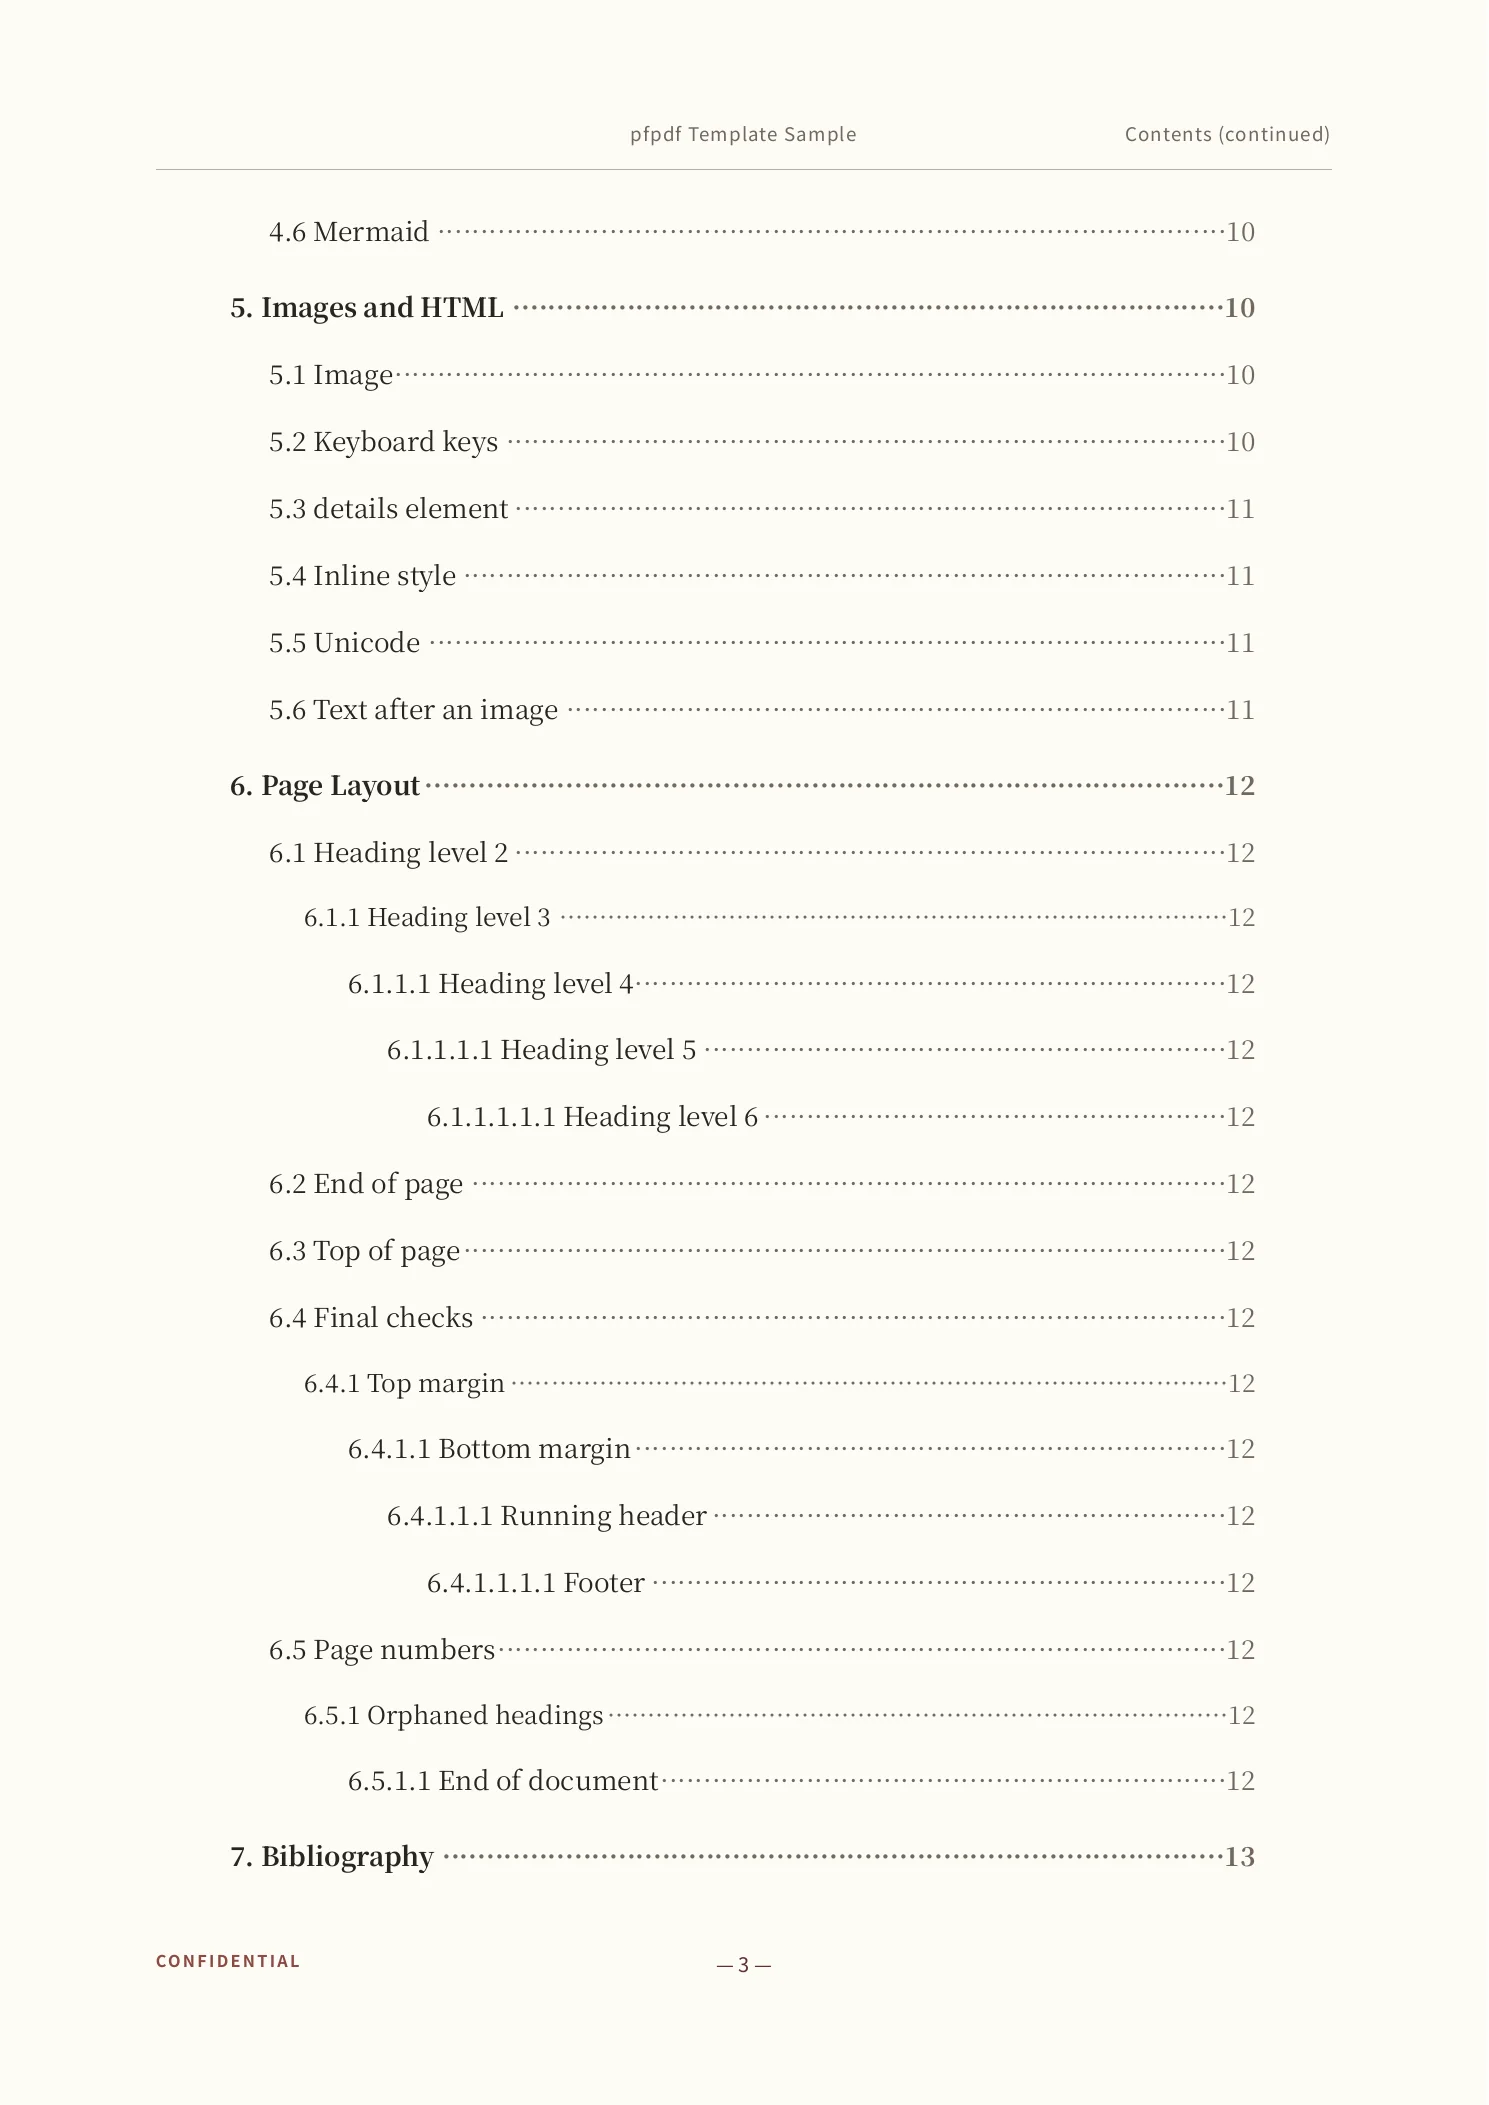 pfpdf Template Sample Contents (continued)
4.6 Mermaid 10
5. Images and HTML 10
5.1 Image 10
5.2 Keyboard keys 10
5.3 details element 11
5.4 Inline style 11
5.5 Unicode 11
5.6 Text after an image 11
6. Page Layout 12
6.1 Heading level 2 12
6.1.1 Heading level 3 12
6.1.1.1 Heading level 4 12
6.1.1.1.1 Heading level 5 12
6.1.1.1.1.1 Heading level 6 12
6.2 End of page 12
6.3 Top of page 12
6.4 Final checks 12
6.4.1 Top margin 12
6.4.1.1 Bottom margin 12
6.4.1.1.1 Running header 12
6.4.1.1.1.1 Footer 12
6.5 Page numbers 12
6.5.1 Orphaned headings 12
6.5.1.1 End of document 12
7. Bibliography 13
CONFIDENTIAL — 3 —